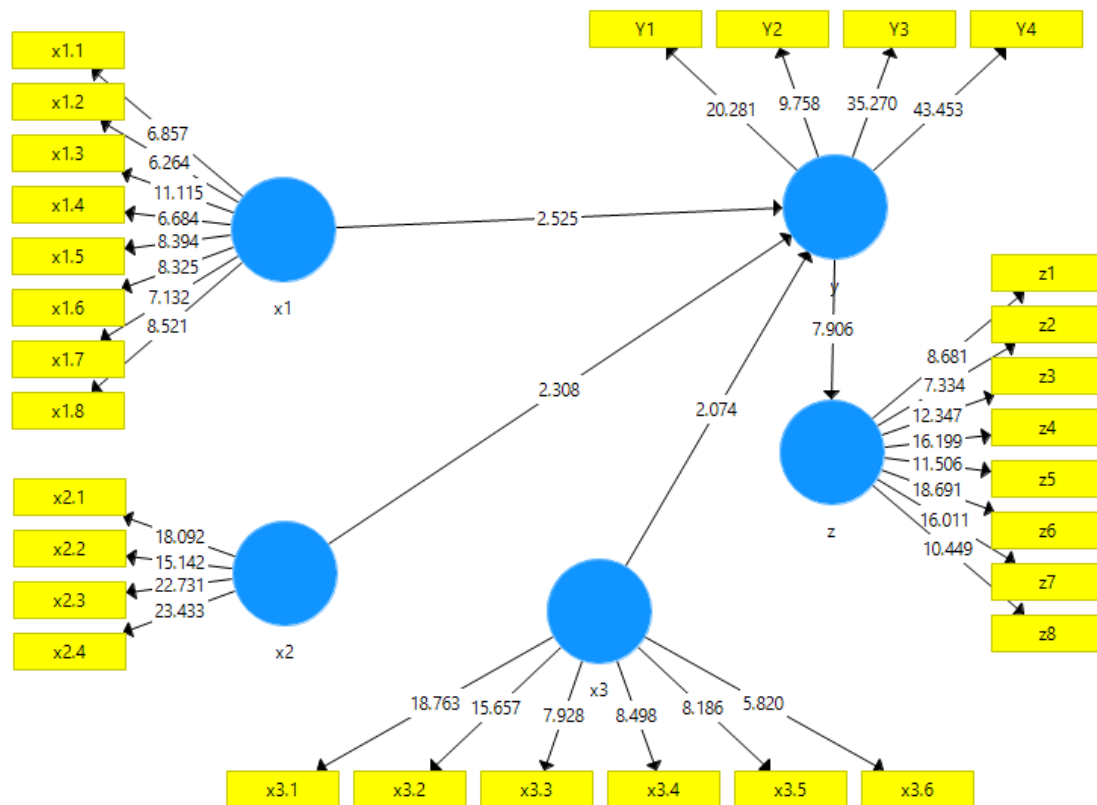 Y1 Y2 Y3 Y4
20.281 9.758 35.270 43.453
x1.1
x1.2
x1.3
x1.4
x1.5
x1.6
x1.7
x1.8
6.857
6.264
11.115
6.684
8.394
8.325
7.132
8.521
x1
2.525
y
7.906
2.308
2.074
z1
z2
z3
z4
z5
z6
z7
z8
8.681
7.334
12.347
16.199
11.506
18.691
16.011
10.449
z
x2.1
x2.2
x2.3
x2.4
18.092
15.142
22.731
23.433
x2
x3
18.763 15.657 7.928 8.498 8.186 5.820
x3.1 x3.2 x3.3 x3.4 x3.5 x3.6